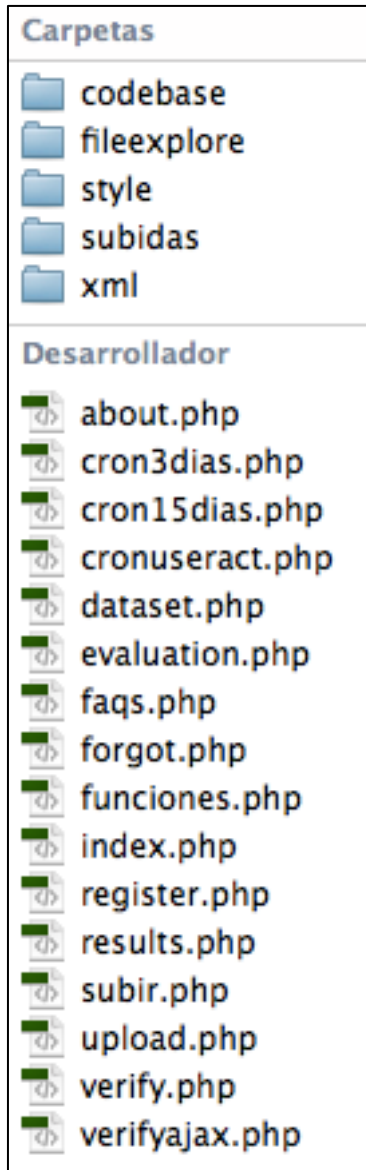 Carpetas
codebase
fileexplore
style
subidas
xml
Desarrollador
about.php
cron3dias.php
cron15dias.php
cronuseract.php
dataset.php
evaluation.php
faqs.php
forgot.php
funciones.php
index.php
register.php
results.php
subir.php
upload.php
verify.php
verifyajax.php